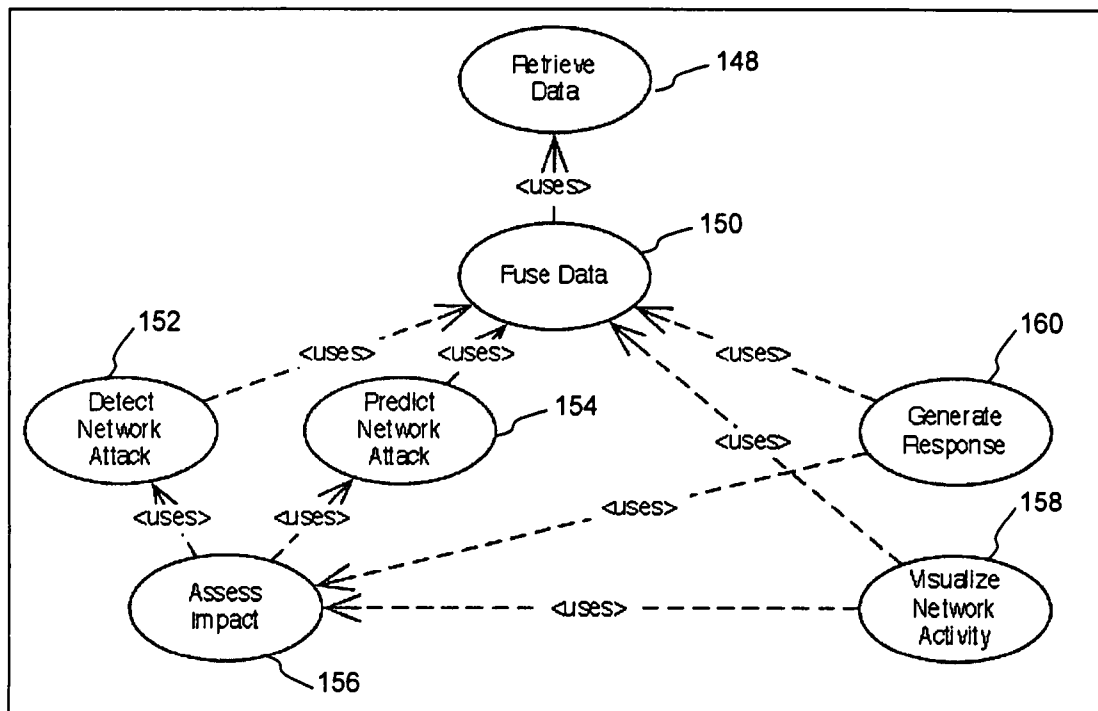 Retrieve
Data
148
<uses>
150
Fuse Data
152
<uses>
<uses>
<uses>
160
Detect
Network
Attack
Predict
Network
Attack
154
Generate
Response
<uses>
<uses>
<uses>
<uses>
158
Assess
Impact
<uses>
Visualize
Network
Activity
156